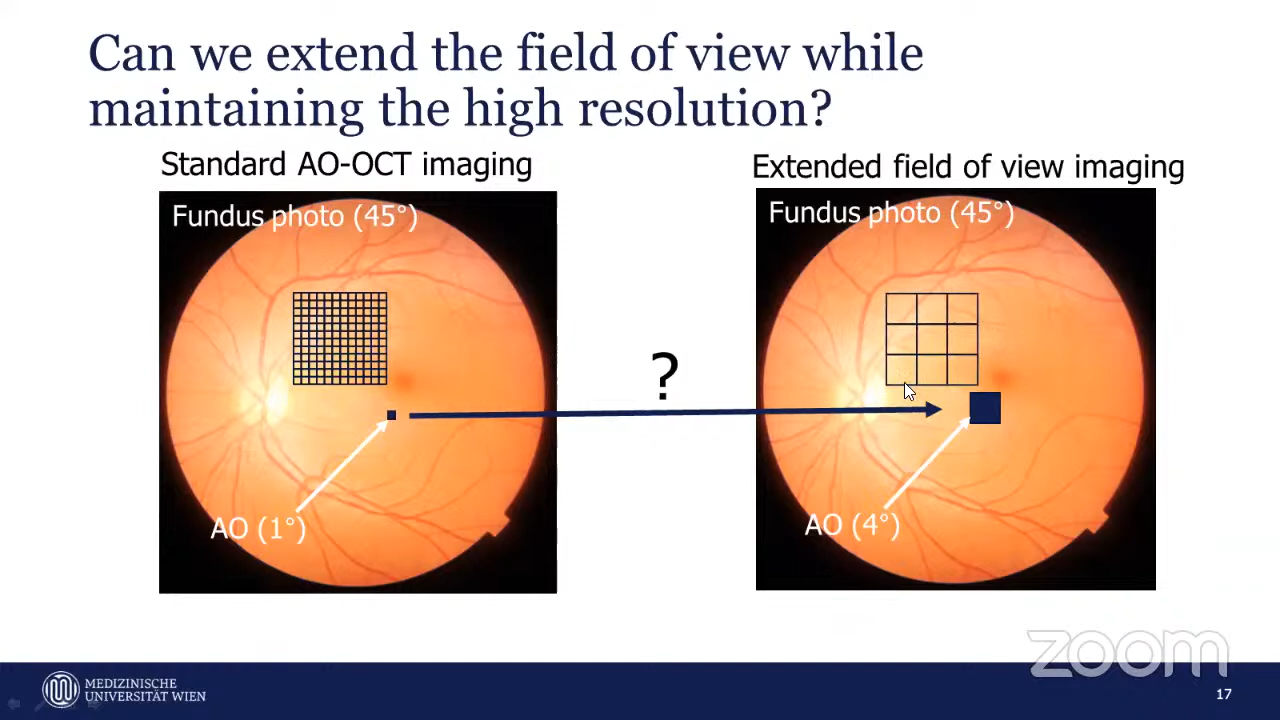 Can we extend the field of view while
maintaining the high resolution?
Standard AO-OCT imaging
Extended field of view imaging
Fundus photo (45°)
Fundus photo (45°)
?
AO (1°)
AO (4°)
zoom
MEDIZINISCHE
UNIVERSITÄT WIEN
17